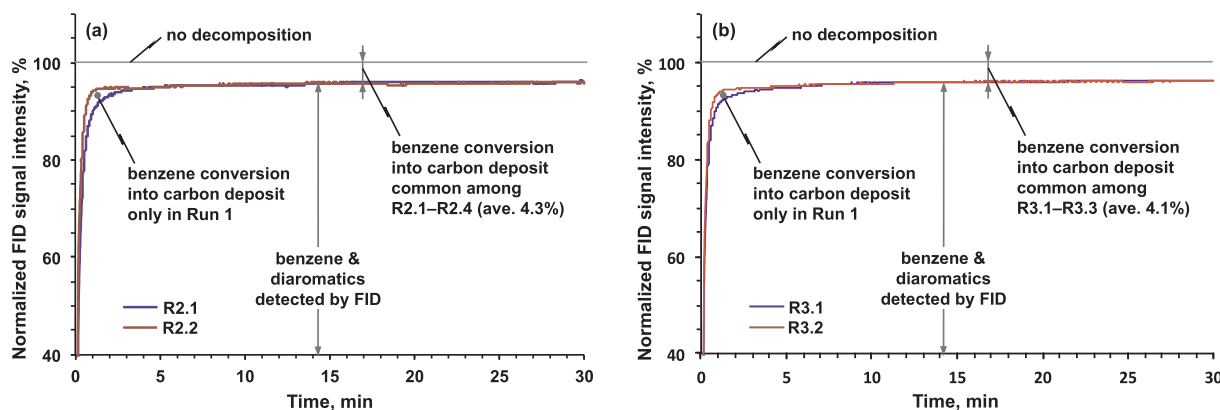 (a)
no decomposition
benzene conversion
into carbon deposit
only in Run 1
benzene conversion
into carbon deposit
common among
R2.1–R2.4 (ave. 4.3%)
benzene &
diaromatics
detected by FID
R2.1
R2.2
Normalized FID signal intensity, %
100
80
60
40
0
5
10
15
20
25
30
Time, min
(b)
no decomposition
benzene conversion
into carbon deposit
only in Run 1
benzene conversion
into carbon deposit
common among
R3.1–R3.3 (ave. 4.1%)
benzene &
diaromatics
detected by FID
R3.1
R3.2
Normalized FID signal intensity, %
100
80
60
40
0
5
10
15
20
25
30
Time, min